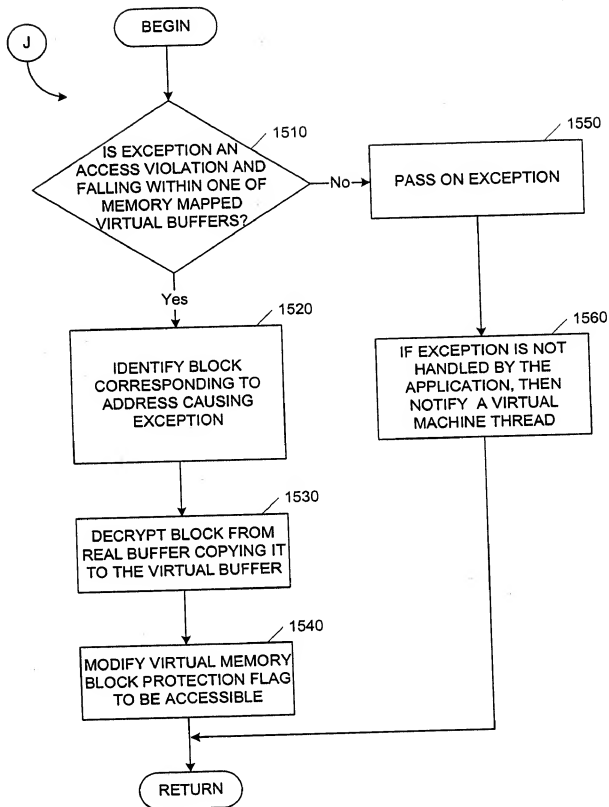 J
BEGIN
1510
IS EXCEPTION AN
ACCESS VIOLATION AND
FALLING WITHIN ONE OF
MEMORY MAPPED
VIRTUAL BUFFERS?
No
1550
PASS ON EXCEPTION
Yes
1520
IDENTIFY BLOCK
CORRESPONDING TO
ADDRESS CAUSING
EXCEPTION
1560
IF EXCEPTION IS NOT
HANDLED BY THE
APPLICATION, THEN
NOTIFY A VIRTUAL
MACHINE THREAD
1530
DECRYPT BLOCK FROM
REAL BUFFER COPYING IT
TO THE VIRTUAL BUFFER
1540
MODIFY VIRTUAL MEMORY
BLOCK PROTECTION FLAG
TO BE ACCESSIBLE
RETURN